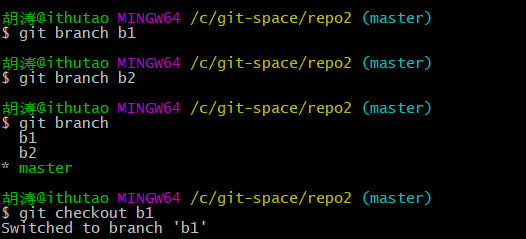 胡涛@ithutao MINGW64 /c/git-space/repo2 (master)
$ git branch b1
胡涛@ithutao MINGW64 /c/git-space/repo2 (master)
$ git branch b2
胡涛@ithutao MINGW64 /c/git-space/repo2 (master)
$ git branch
  b1
  b2
* master
胡涛@ithutao MINGW64 /c/git-space/repo2 (master)
$ git checkout b1
Switched to branch 'b1'